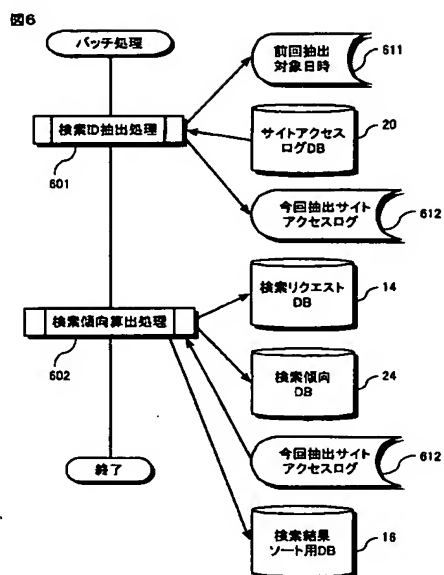 図6
バッチ処理
前回抽出
対象日時
611
検索ID抽出処理
601
サイトアクセス
ログDB
20
今回抽出サイト
アクセスログ
612
検索リクエスト
DB
14
検索傾向算出処理
602
検索傾向
DB
24
今回抽出サイト
アクセスログ
612
終了
検索結果
ソート用DB
16